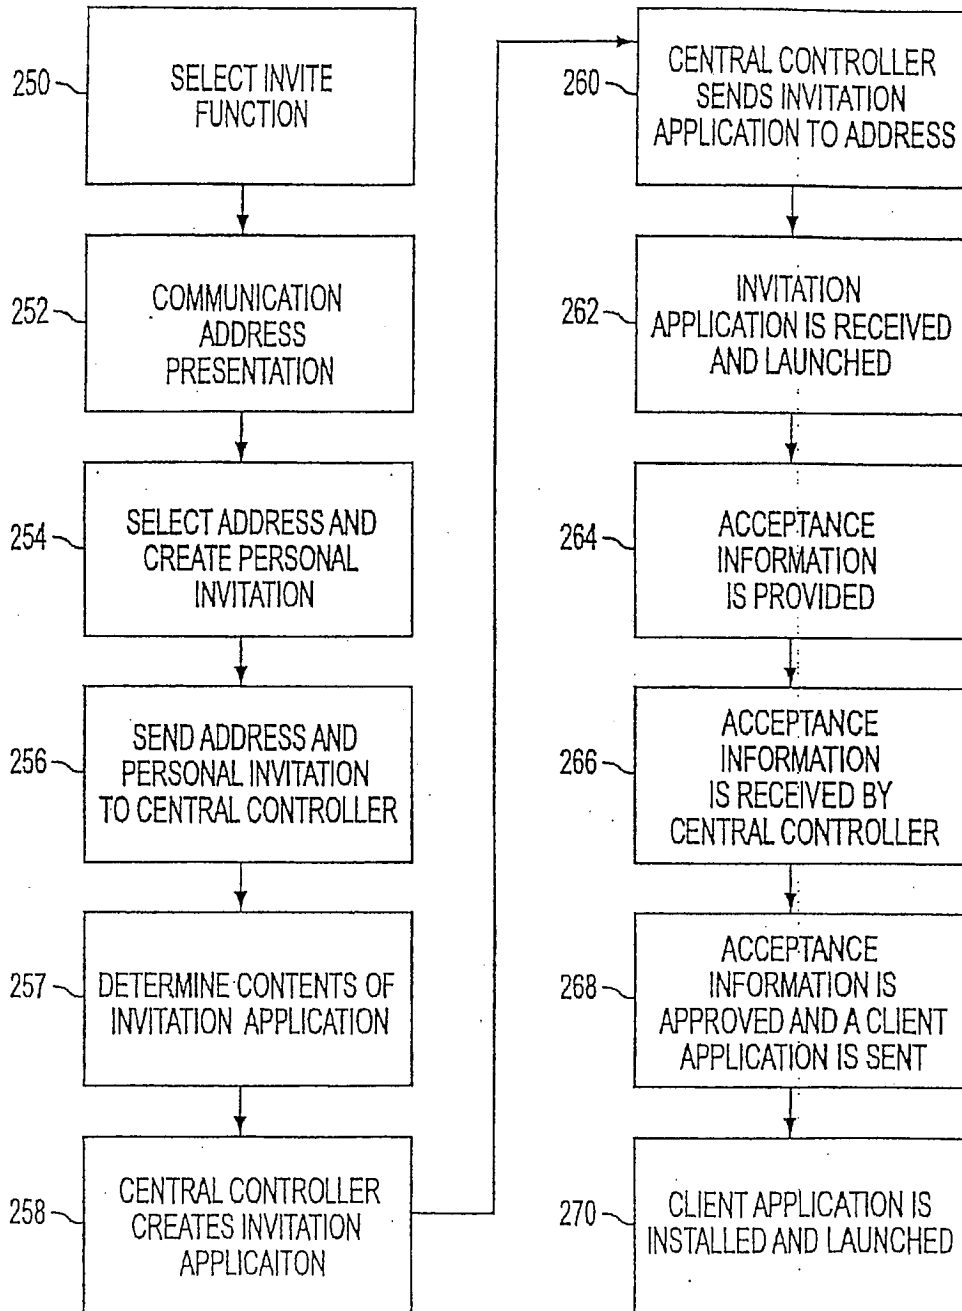 250
SELECT INVITE
FUNCTION
252
COMMUNICATION
ADDRESS
PRESENTATION
254
SELECT ADDRESS AND
CREATE PERSONAL
INVITATION
256
SEND ADDRESS AND
PERSONAL INVITATION
TO CENTRAL CONTROLLER
257
DETERMINE CONTENTS OF
INVITATION APPLICATION
258
CENTRAL CONTROLLER
CREATES INVITATION
APPLICAITON
260
CENTRAL CONTROLLER
SENDS INVITATION
APPLICATION TO ADDRESS
262
INVITATION
APPLICATION IS RECEIVED
AND LAUNCHED
264
ACCEPTANCE
INFORMATION
IS PROVIDED
266
ACCEPTANCE
INFORMATION
IS RECEIVED BY
CENTRAL CONTROLLER
268
ACCEPTANCE
INFORMATION IS
APPROVED AND A CLIENT
APPLICATION IS SENT
270
CLIENT APPLICATION IS
INSTALLED AND LAUNCHED